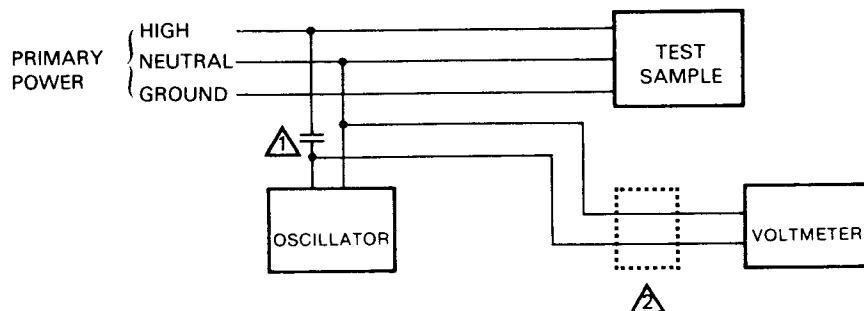 PRIMARY
POWER
HIGH
NEUTRAL
GROUND
TEST
SAMPLE
1
OSCILLATOR
VOLTMETER
2